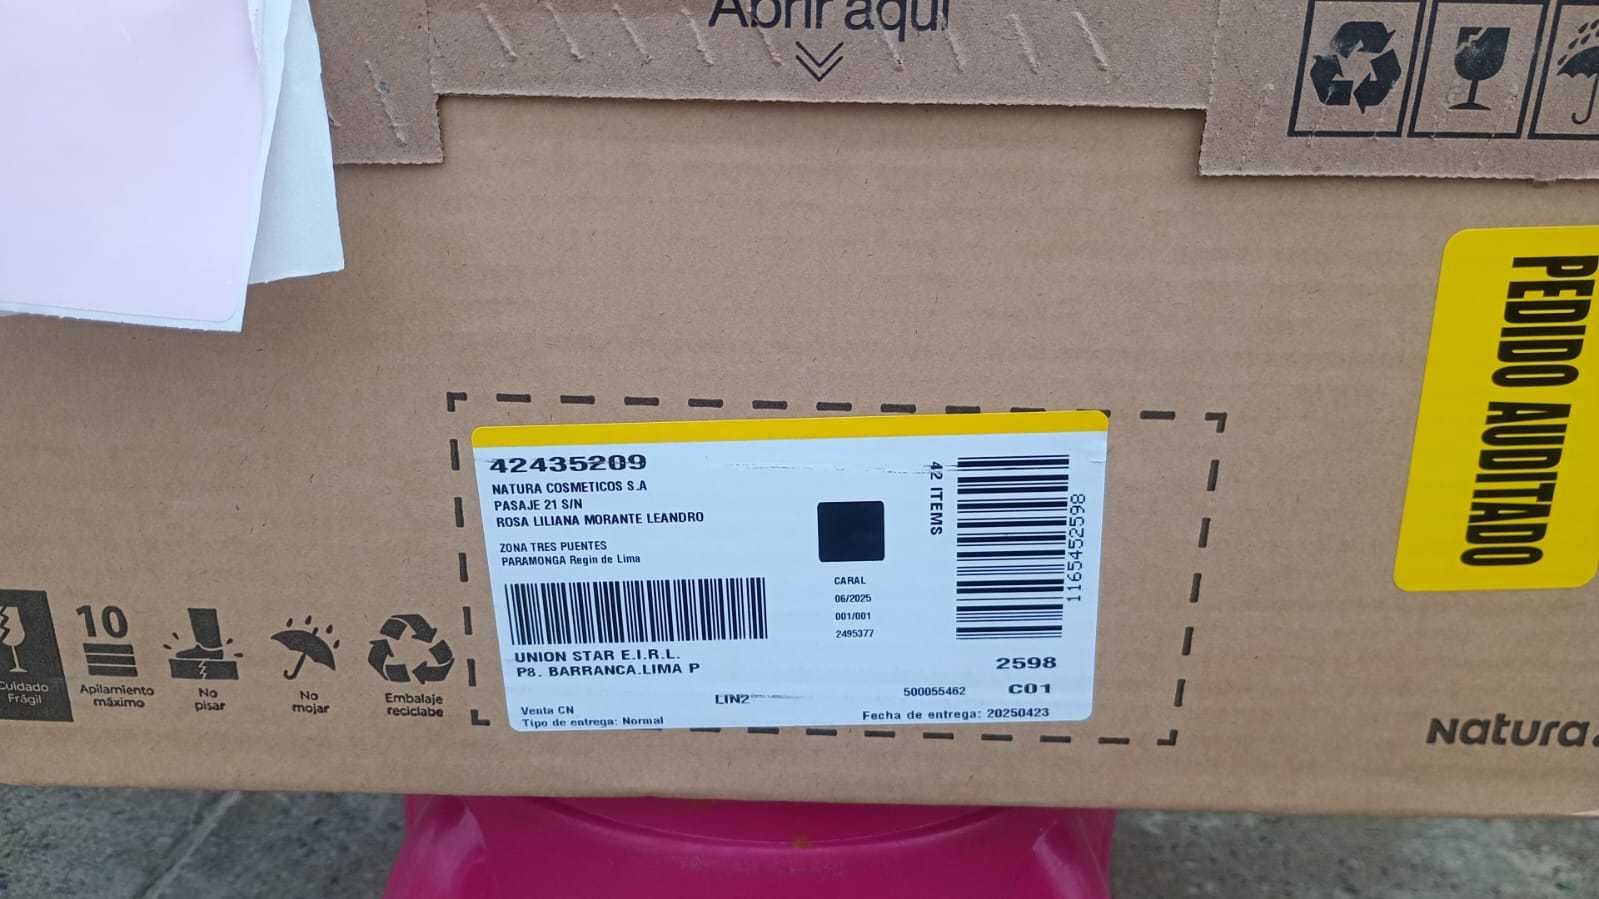 Abrir aquí
PEDIDO AUDITADO
42435209
NATURA COSMETICOS S.A
PASAJE 21 S/N
ROSA LILIANA MORANTE LEANDRO
ZONA TRES PUENTES
PARAMONGA Regin de Lima
42 ITEMS
1165452598
CARAL
06/2025
001/001
2495377
UNION STAR E.I.R.L.
P8. BARRANCA.LIMA P
2598
LIN2
500055462
C01
Venta CN
Tipo de entrega: Normal
Fecha de entrega: 20250423
Cuidado
Frágil
10
Apilamiento
máximo
No
pisar
No
mojar
Embalaje
reciclabe
Natura